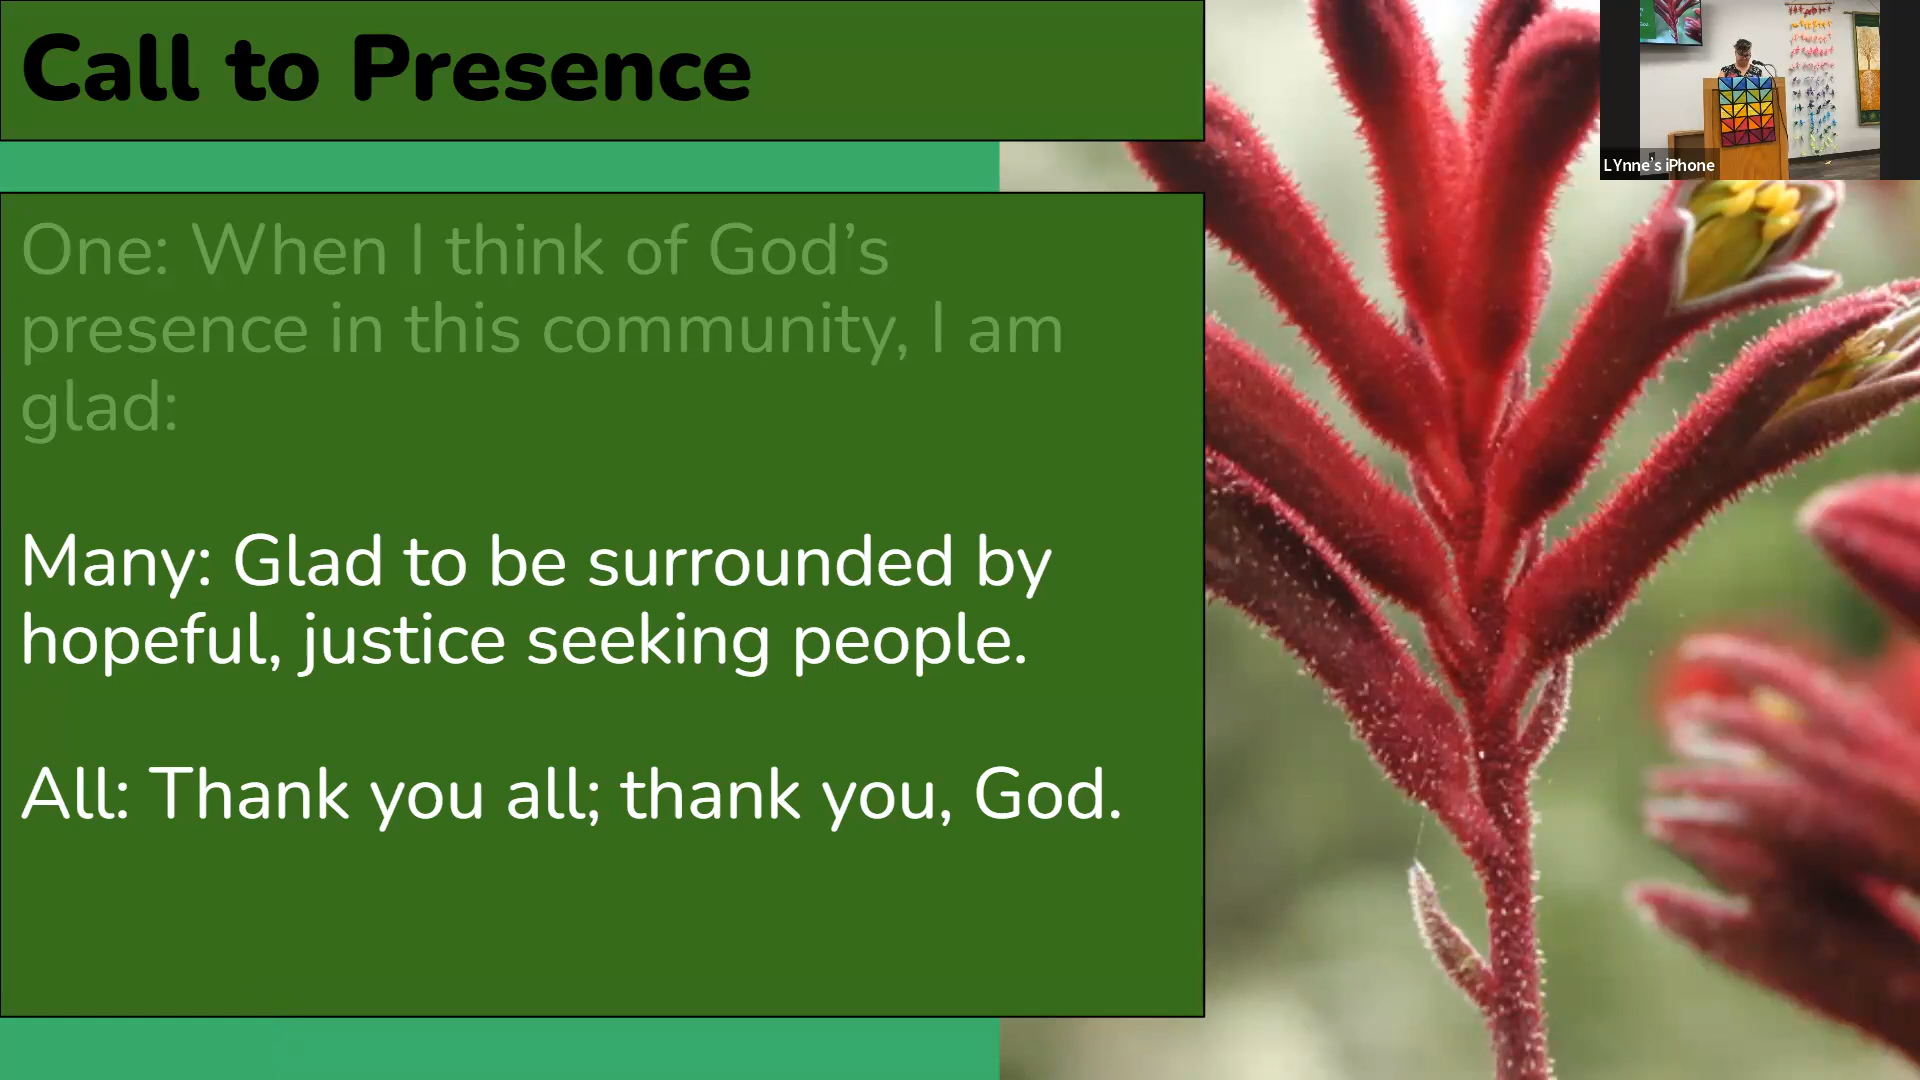 Call to Presence
LYnne's iPhone
One: When I think of God’s
presence in this community, I am
glad:
Many: Glad to be surrounded by
hopeful, justice seeking people.
All: Thank you all; thank you, God.